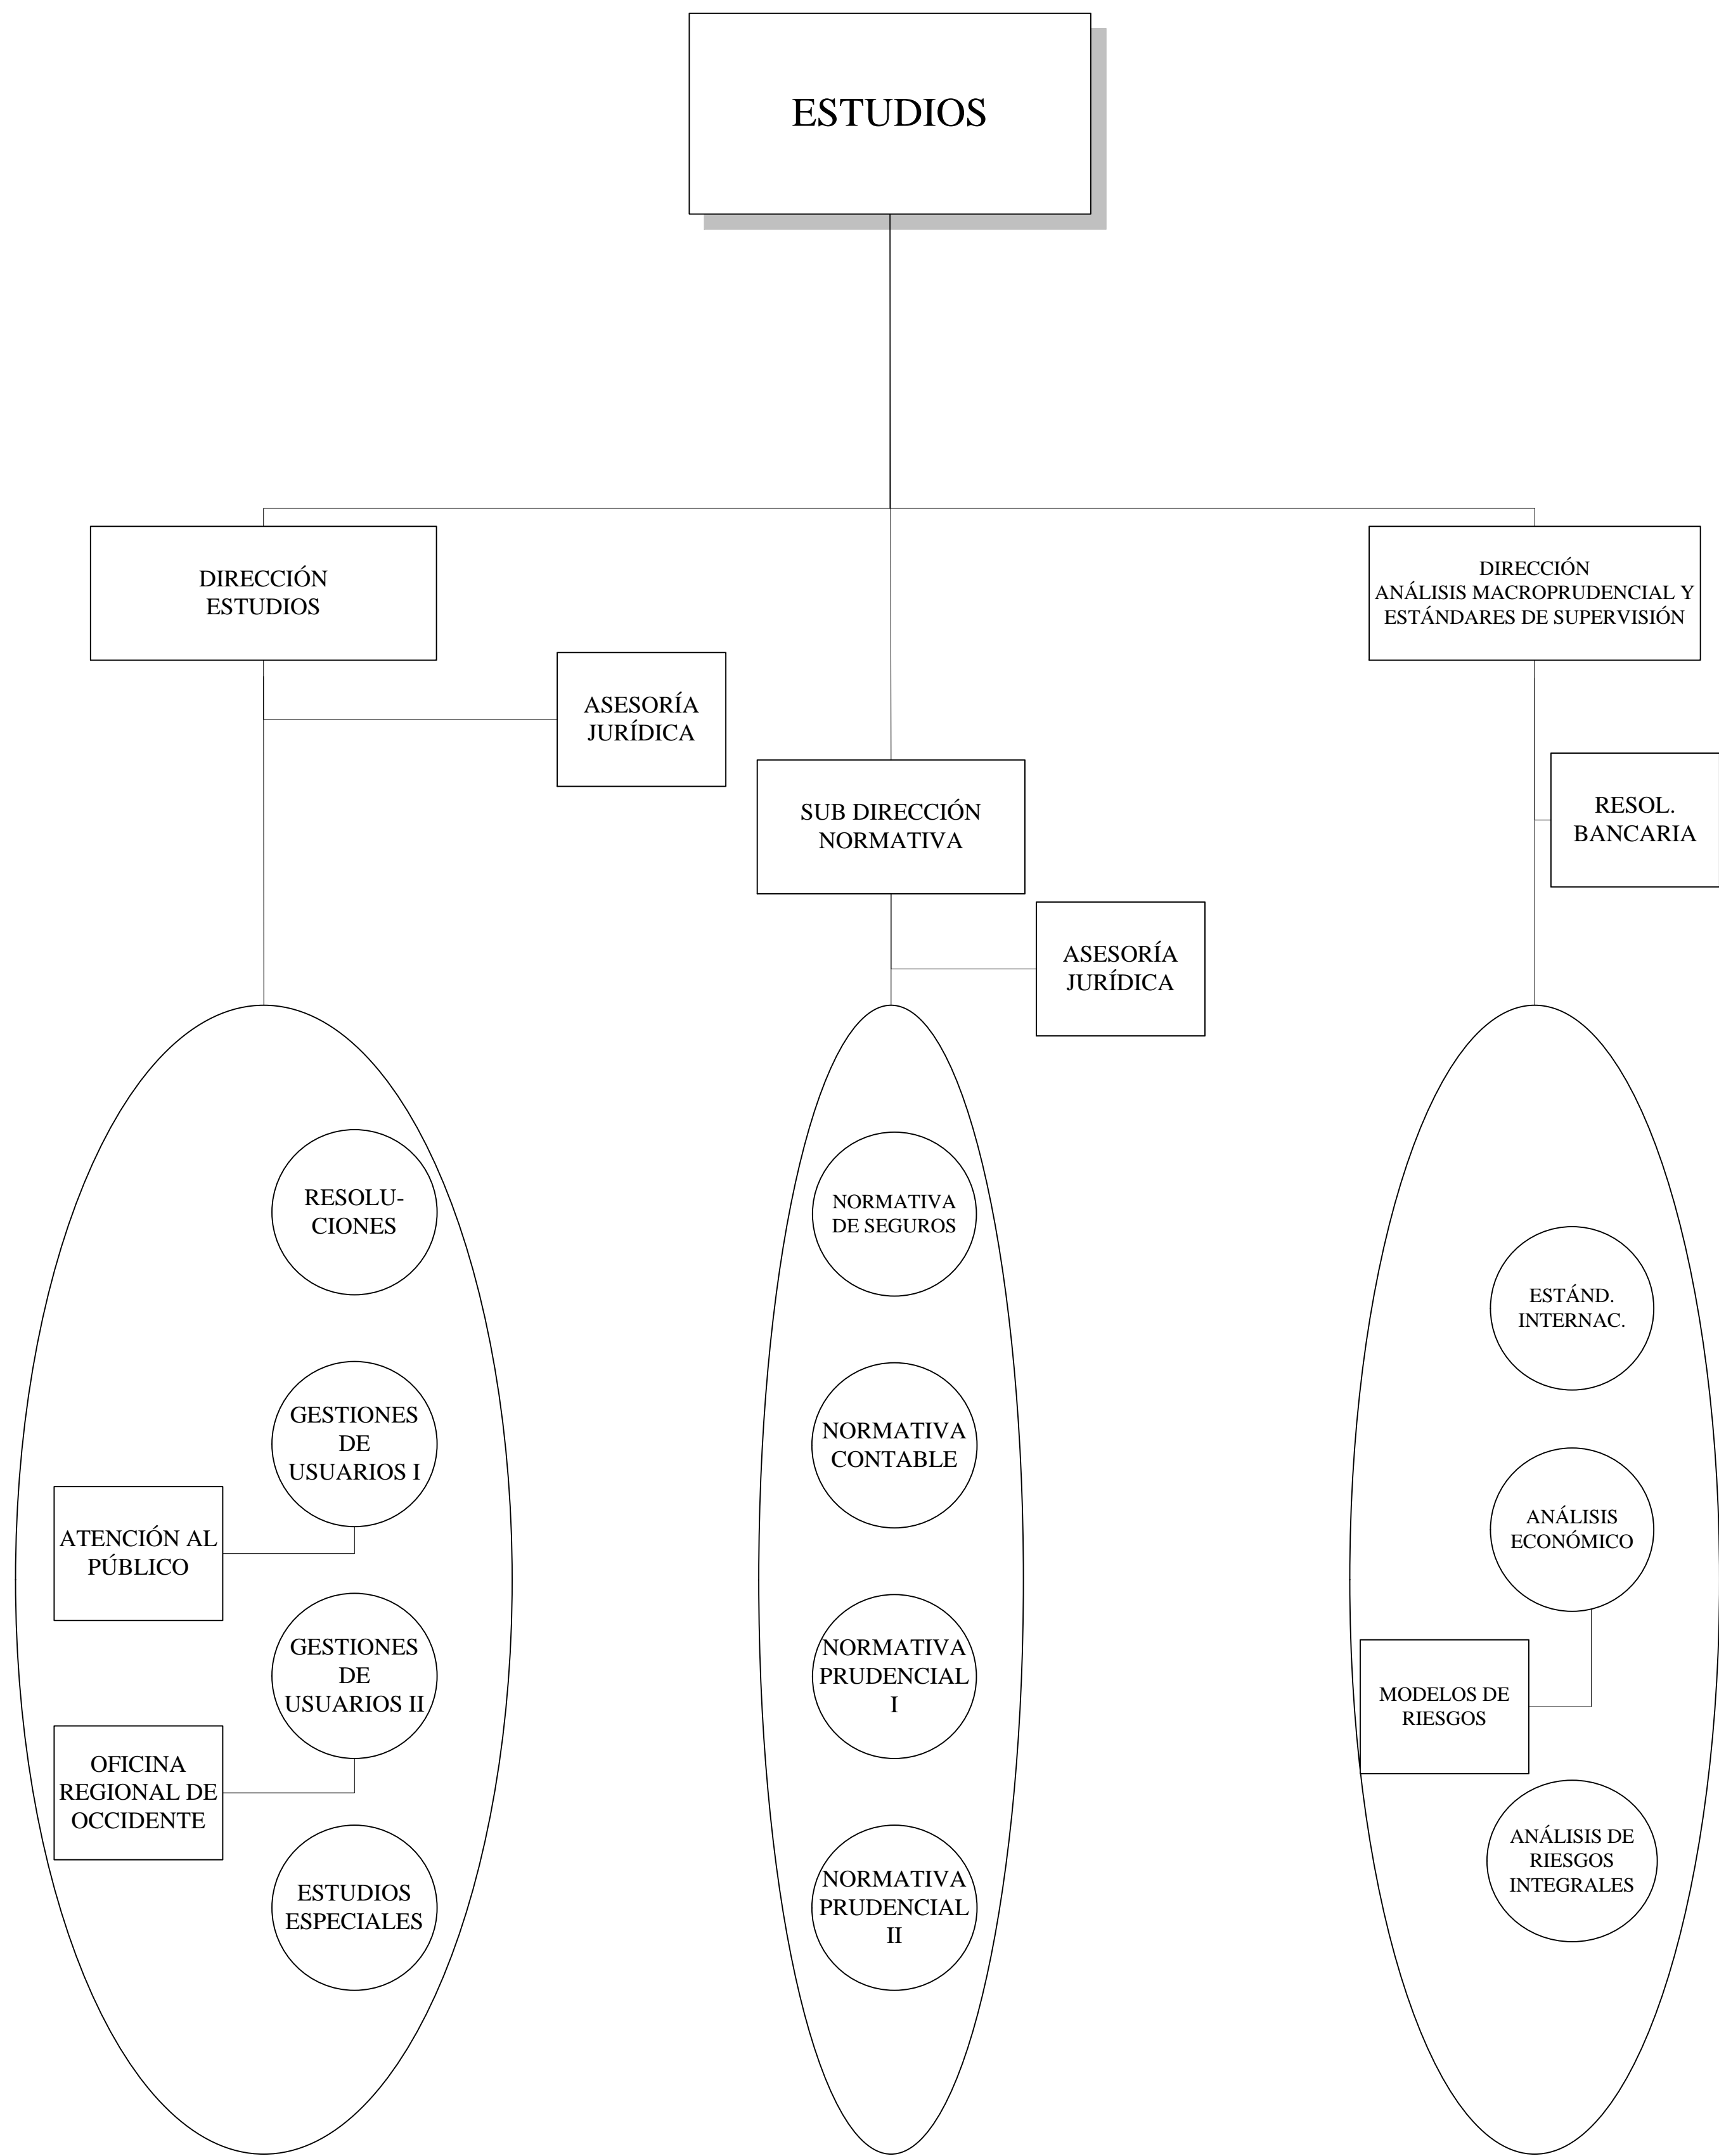 ESTUDIOS
DIRECCIÓN
ESTUDIOS
ASESORÍA
JURÍDICA
SUB DIRECCIÓN
NORMATIVA
ASESORÍA
JURÍDICA
DIRECCIÓN
ANÁLISIS MACROPRUDENCIAL Y
ESTÁNDARES DE SUPERVISIÓN
RESOL.
BANCARIA
RESOLU-
CIONES
GESTIONES
DE
USUARIOS I
ATENCIÓN AL
PÚBLICO
GESTIONES
DE
USUARIOS II
OFICINA
REGIONAL DE
OCCIDENTE
ESTUDIOS
ESPECIALES
NORMATIVA
DE SEGUROS
NORMATIVA
CONTABLE
NORMATIVA
PRUDENCIAL
I
NORMATIVA
PRUDENCIAL
II
ESTÁND.
INTERNAC.
ANÁLISIS
ECONÓMICO
MODELOS DE
RIESGOS
ANÁLISIS DE
RIESGOS
INTEGRALES